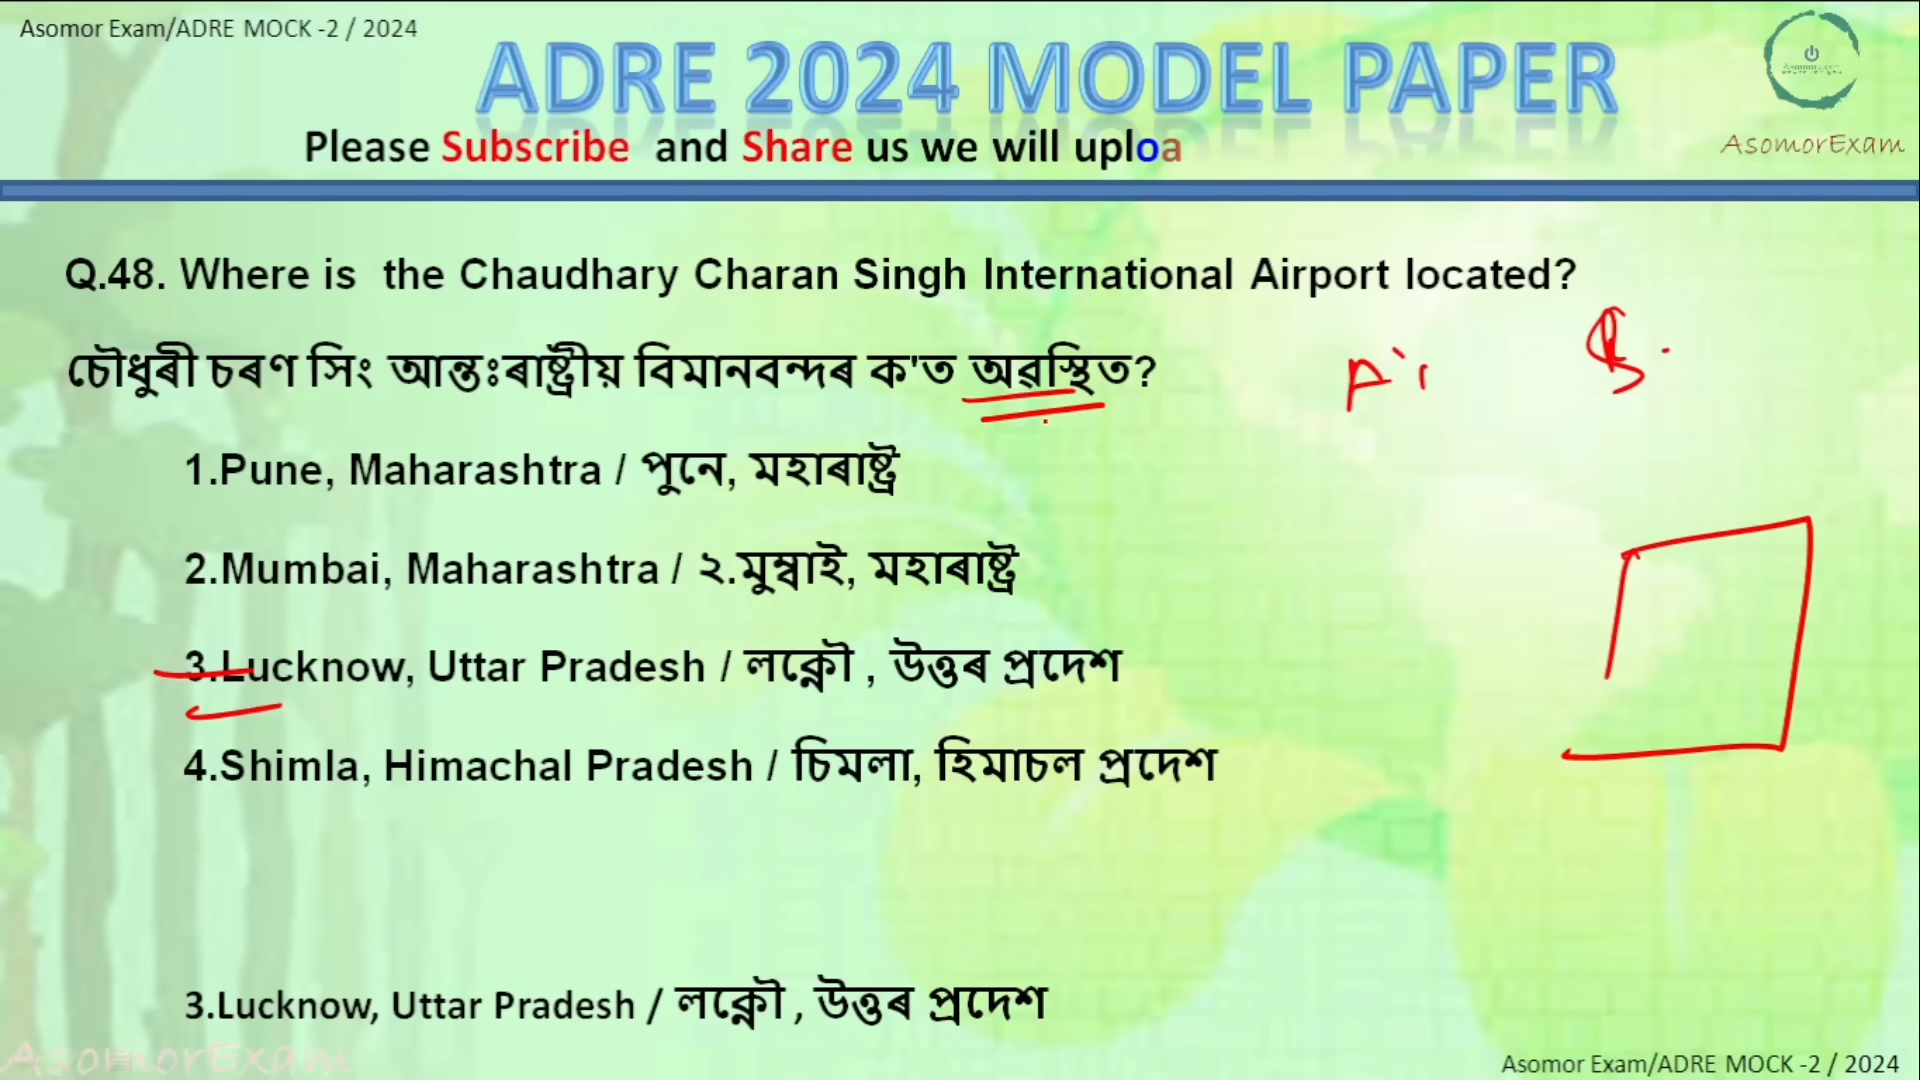 Asomor Exam/ADRE MOCK -2 / 2024
ADRE 2024 MODEL PAPER
Please Subscribe and Share us we will uploa
AsomorExam
Q.48. Where is the Chaudhary Charan Singh International Airport located?
চৌধুৰী চৰণ সিং আন্তঃৰাষ্ট্ৰীয় বিমানবন্দৰ ক'ত অৱস্থিত?
1.Pune, Maharashtra / পুনে, মহাৰাষ্ট্ৰ
2.Mumbai, Maharashtra / ২.মুম্বাই, মহাৰাষ্ট্ৰ
3.Lucknow, Uttar Pradesh / লক্নৌ , উত্তৰ প্ৰদেশ
4.Shimla, Himachal Pradesh / চিমলা, হিমাচল প্ৰদেশ
3.Lucknow, Uttar Pradesh / লক্নৌ , উত্তৰ প্ৰদেশ
AsomorExam
Asomor Exam/ADRE MOCK -2 / 2024